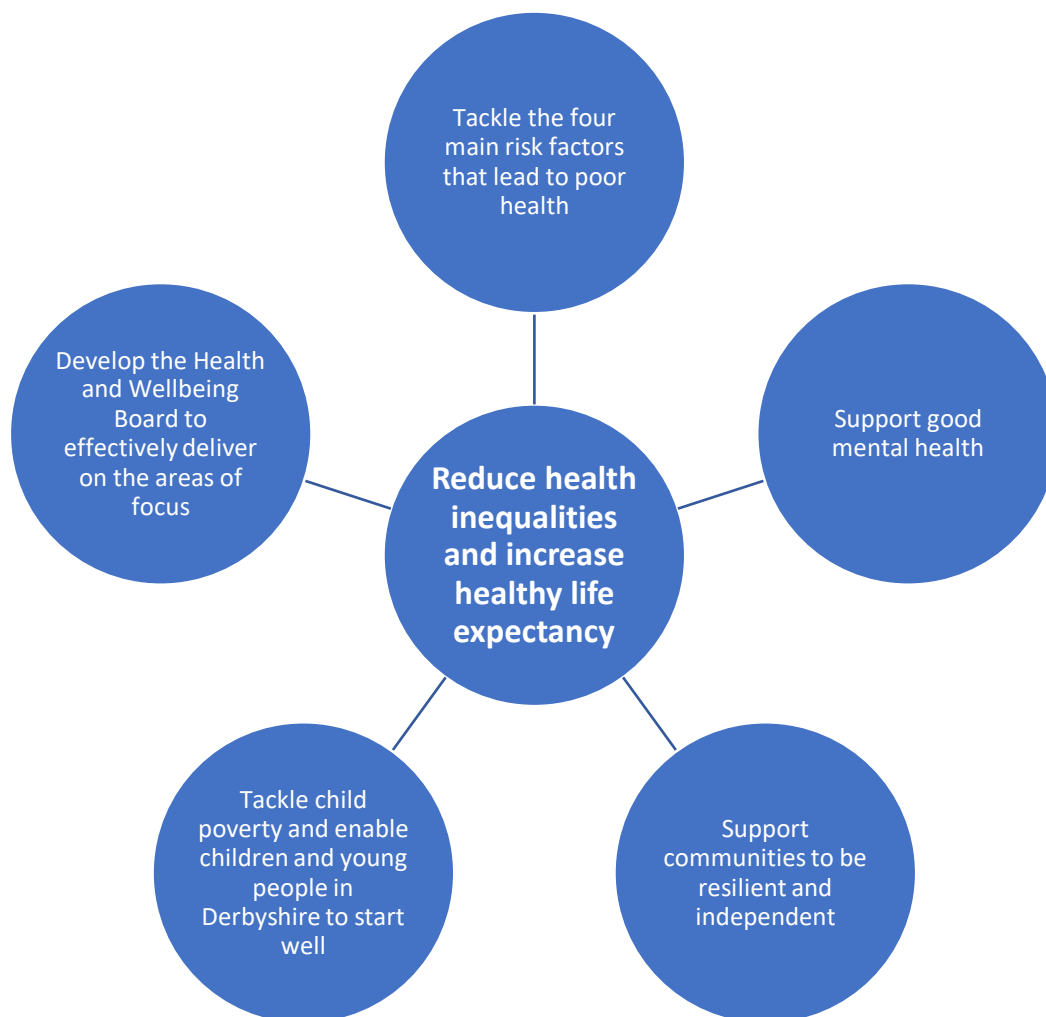 Tackle the four
main risk factors
that lead to poor
health
Support good
mental health
Support
communities to be
resilient and
independent
Tackle child
poverty and enable
children and young
people in
Derbyshire to start
well
Develop the Health
and Wellbeing
Board to
effectively deliver
on the areas of
focus
Reduce health
inequalities
and increase
healthy life
expectancy